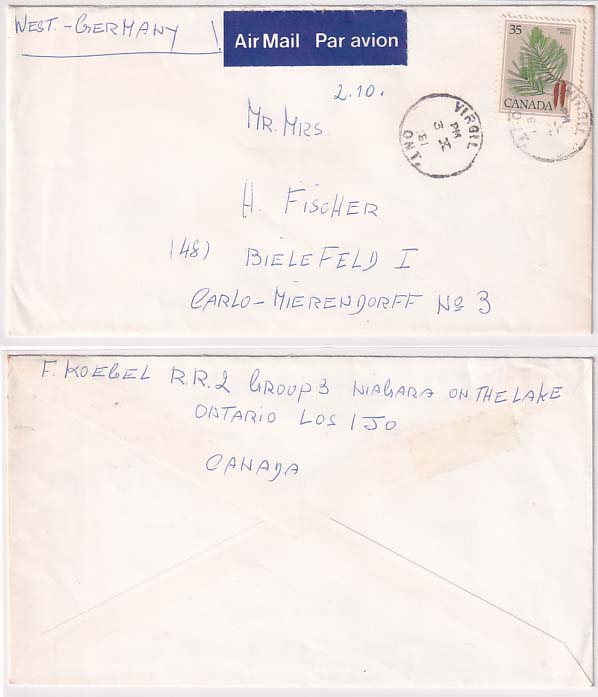 WEST.-GERMANY
Air Mail Par avion
35
CANADA
2.10.
VIRGIL
PM
3 X
81
ONT.
MR. MRS
H. FISCHER
(48) BIELEFELD I
CARLO-MIERENDORFF No 3
F. KOEGEL R.R.2 GROUP 3 NIAGARA ON THE LAKE
ONTARIO LOS 1JO
CANADA